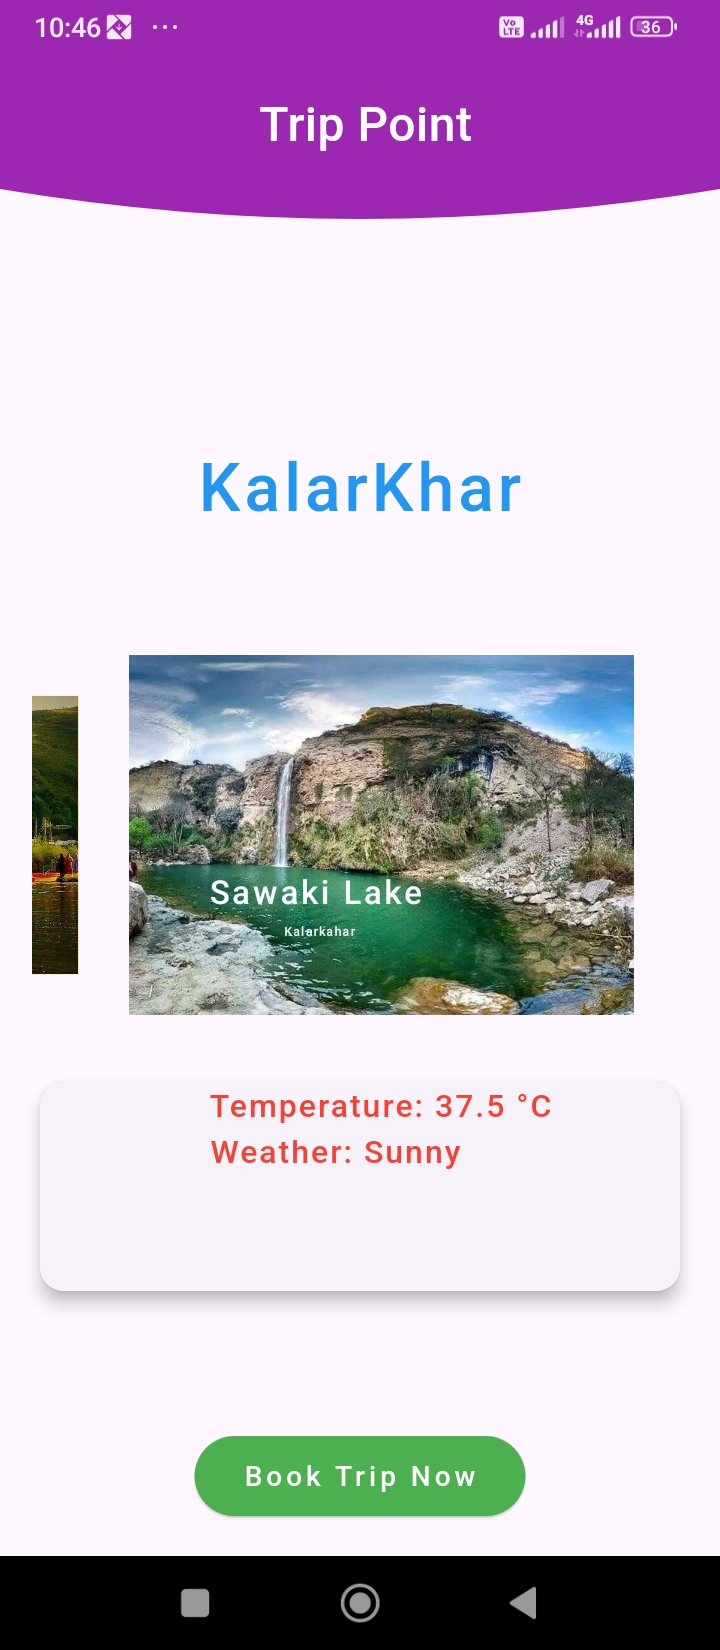 10:46
Vo
LTE
4G
36
Trip Point
KalarKhar
Sawaki Lake
Kalarkahar
Temperature: 37.5 °C
Weather: Sunny
Book Trip Now